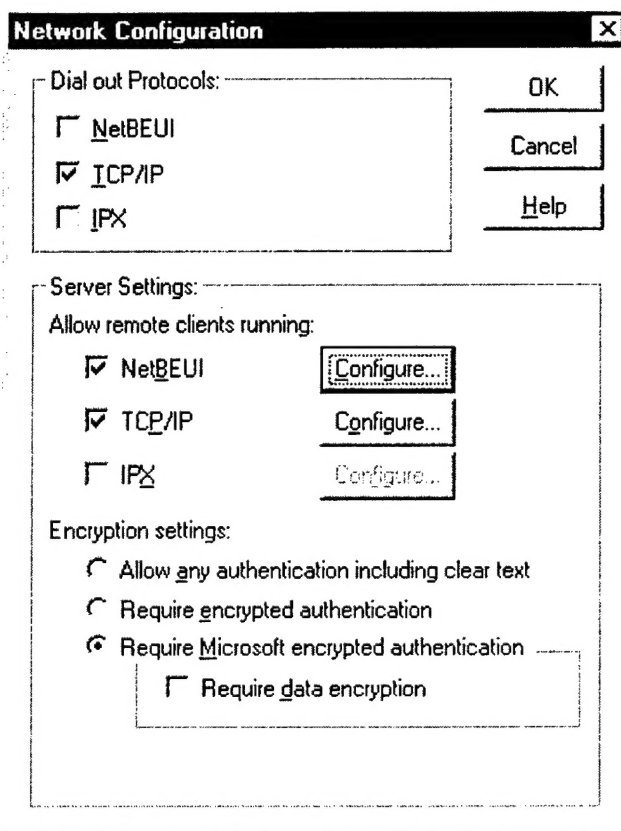 Network Configuration
Dial out Protocols:
OK
NetBEUI
Cancel
TCP/IP
IPX
Help
Server Settings:
Allow remote clients running:
NetBEUI Configure...
TCP/IP Configure...
IPX Configure...
Encryption settings:
Allow any authentication including clear text
Require encrypted authentication
Require Microsoft encrypted authentication
Require data encryption